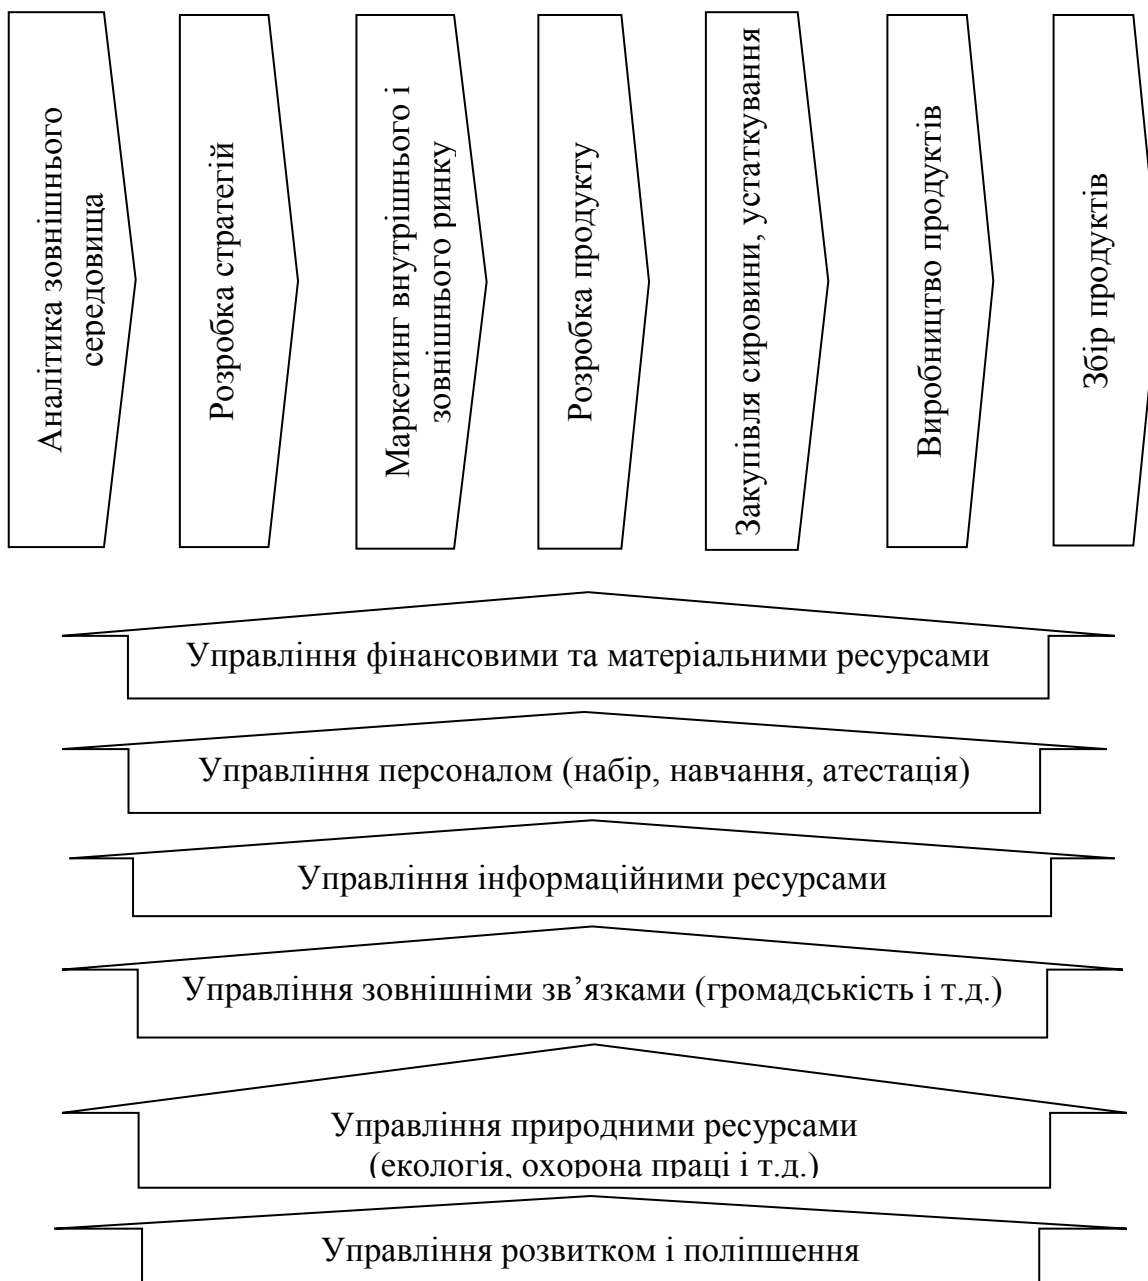 Аналітика зовнішнього
середовища
Розробка стратегій
Маркетинг внутрішнього і
зовнішнього ринку
Розробка продукту
Закупівля сировини, устаткування
Виробництво продуктів
Збір продуктів
Управління фінансовими та матеріальними ресурсами
Управління персоналом (набір, навчання, атестація)
Управління інформаційними ресурсами
Управління зовнішніми зв’язками (громадськість і т.д.)
Управління природними ресурсами
(екологія, охорона праці і т.д.)
Управління розвитком і поліпшення